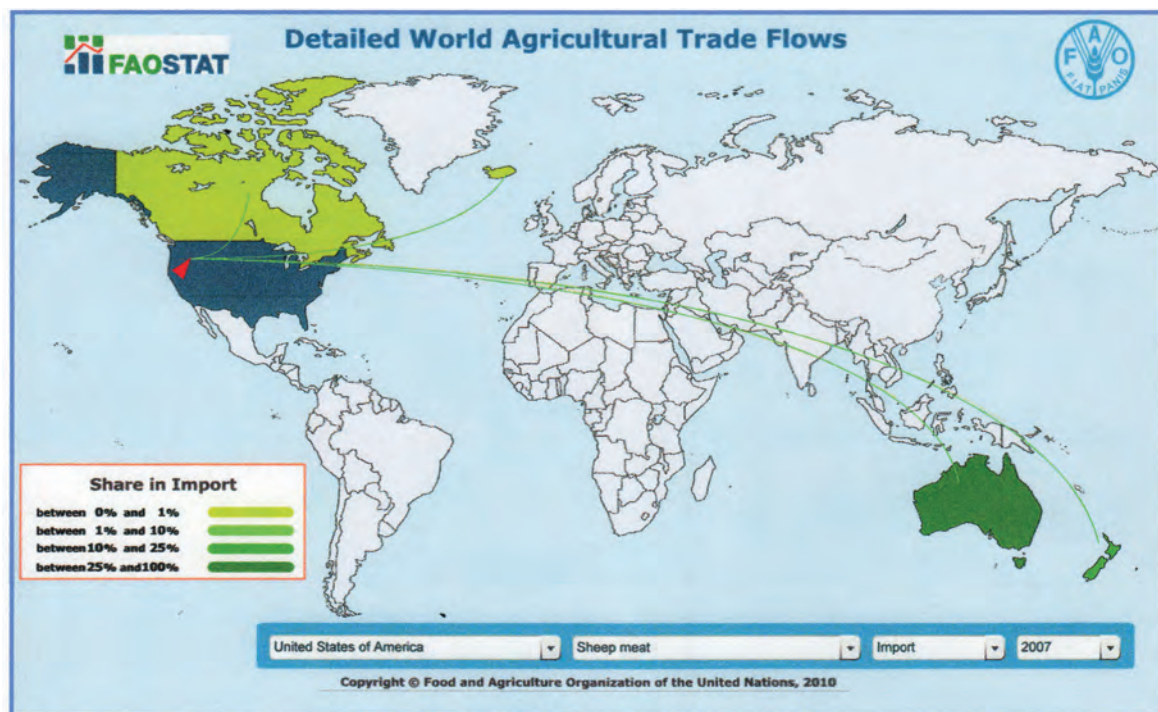 Detailed World Agricultural Trade Flows
FAOSTAT
F A O
FIAT PANIS
Share in Import
between 0% and 1%
between 1% and 10%
between 10% and 25%
between 25% and 100%
United States of America
Sheep meat
Import
2007
Copyright © Food and Agriculture Organization of the United Nations, 2010